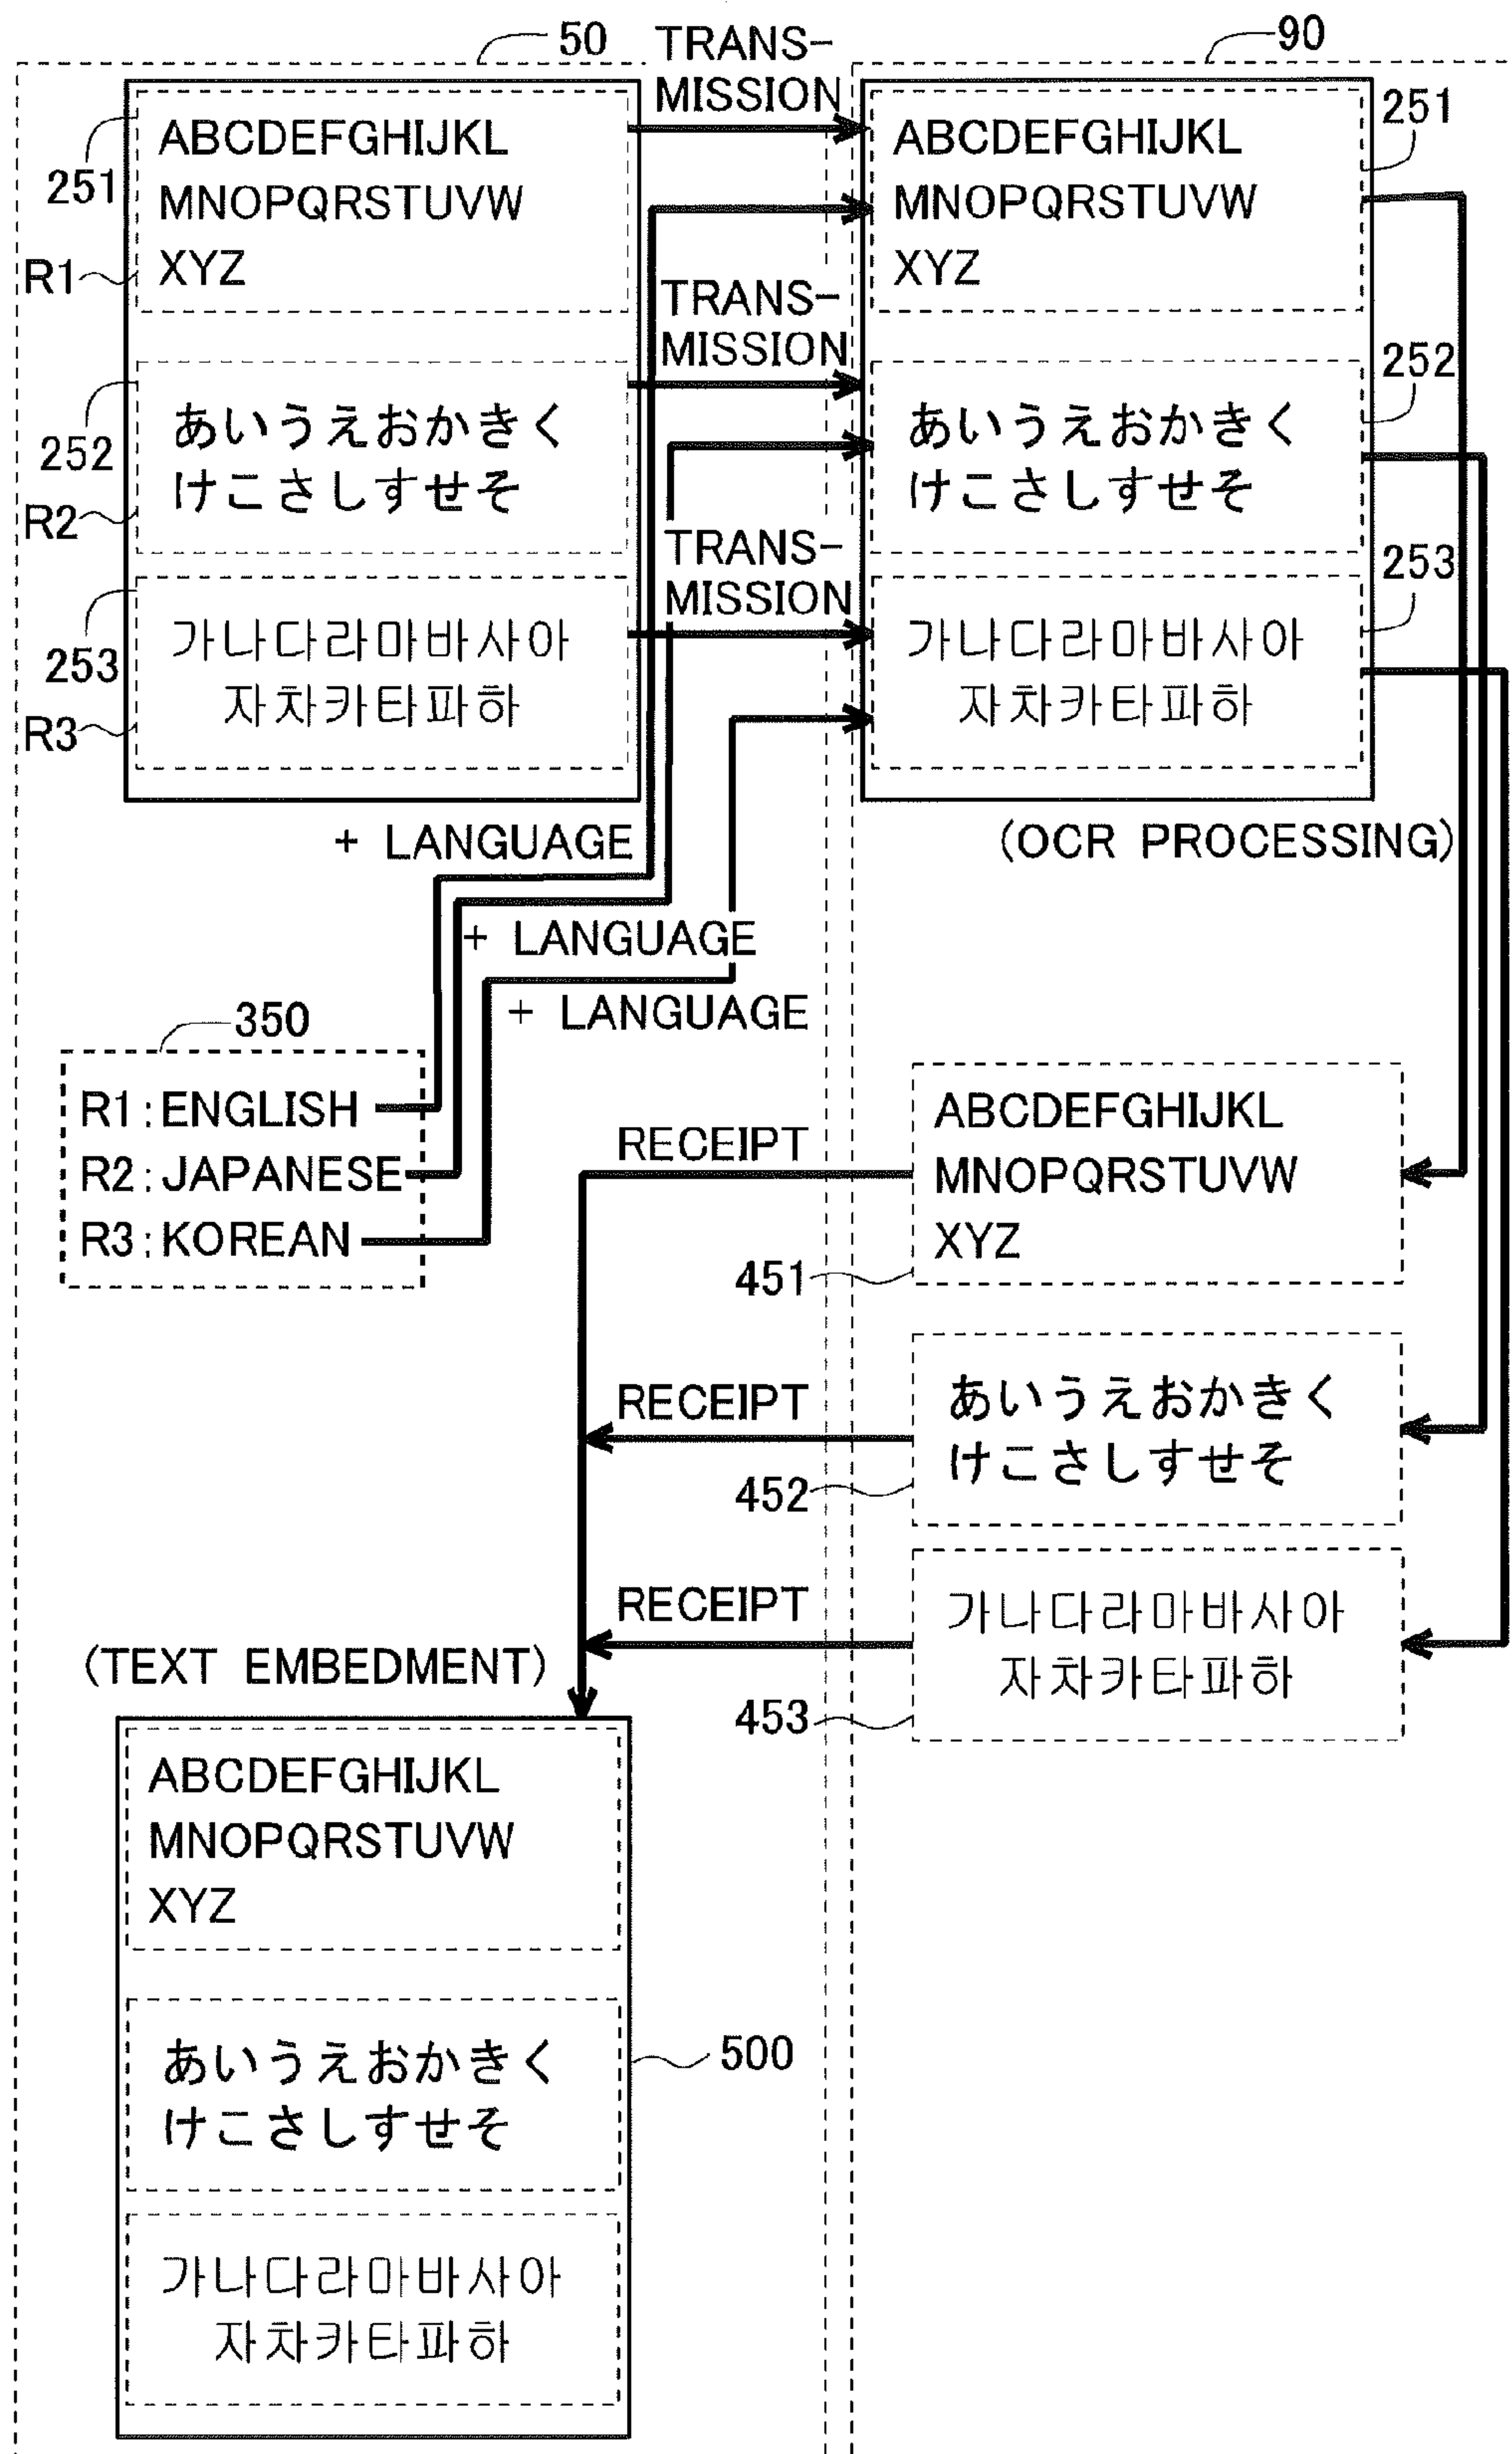 50
TRANS-
MISSION
90
ABCDEFGHIJKL
MNOPQRSTUVW
XYZ
251
R1
ABCDEFGHIJKL
MNOPQRSTUVW
XYZ
251
TRANS-
MISSION
あいうえおかきく
けこさしすせそ
252
R2
あいうえおかきく
けこさしすせそ
252
TRANS-
MISSION
가나다라마바사아
자차카타파하
253
R3
가나다라마바사아
자차카타파하
253
+ LANGUAGE
(OCR PROCESSING)
+ LANGUAGE
+ LANGUAGE
350
R1:ENGLISH
R2:JAPANESE
R3:KOREAN
RECEIPT
ABCDEFGHIJKL
MNOPQRSTUVW
XYZ
451
RECEIPT
あいうえおかきく
けこさしすせそ
452
RECEIPT
가나다라마바사아
자차카타파하
453
(TEXT EMBEDMENT)
ABCDEFGHIJKL
MNOPQRSTUVW
XYZ
あいうえおかきく
けこさしすせそ
500
가나다라마바사아
자차카타파하